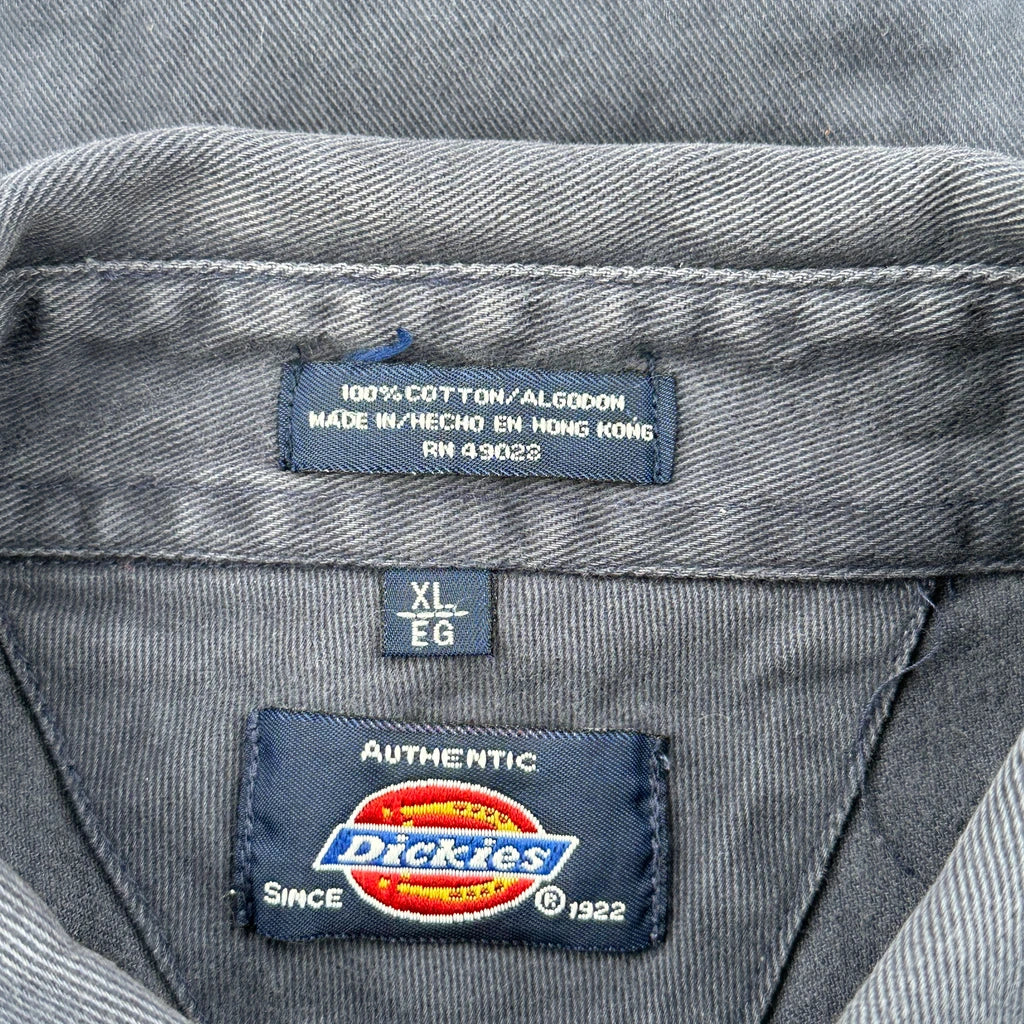 100% COTTON/ALGODON
MADE IN/HECHO EN HONG KONG
RN 49028
XL
EG
AUTHENTIC
Dickies
SINCE ® 1922